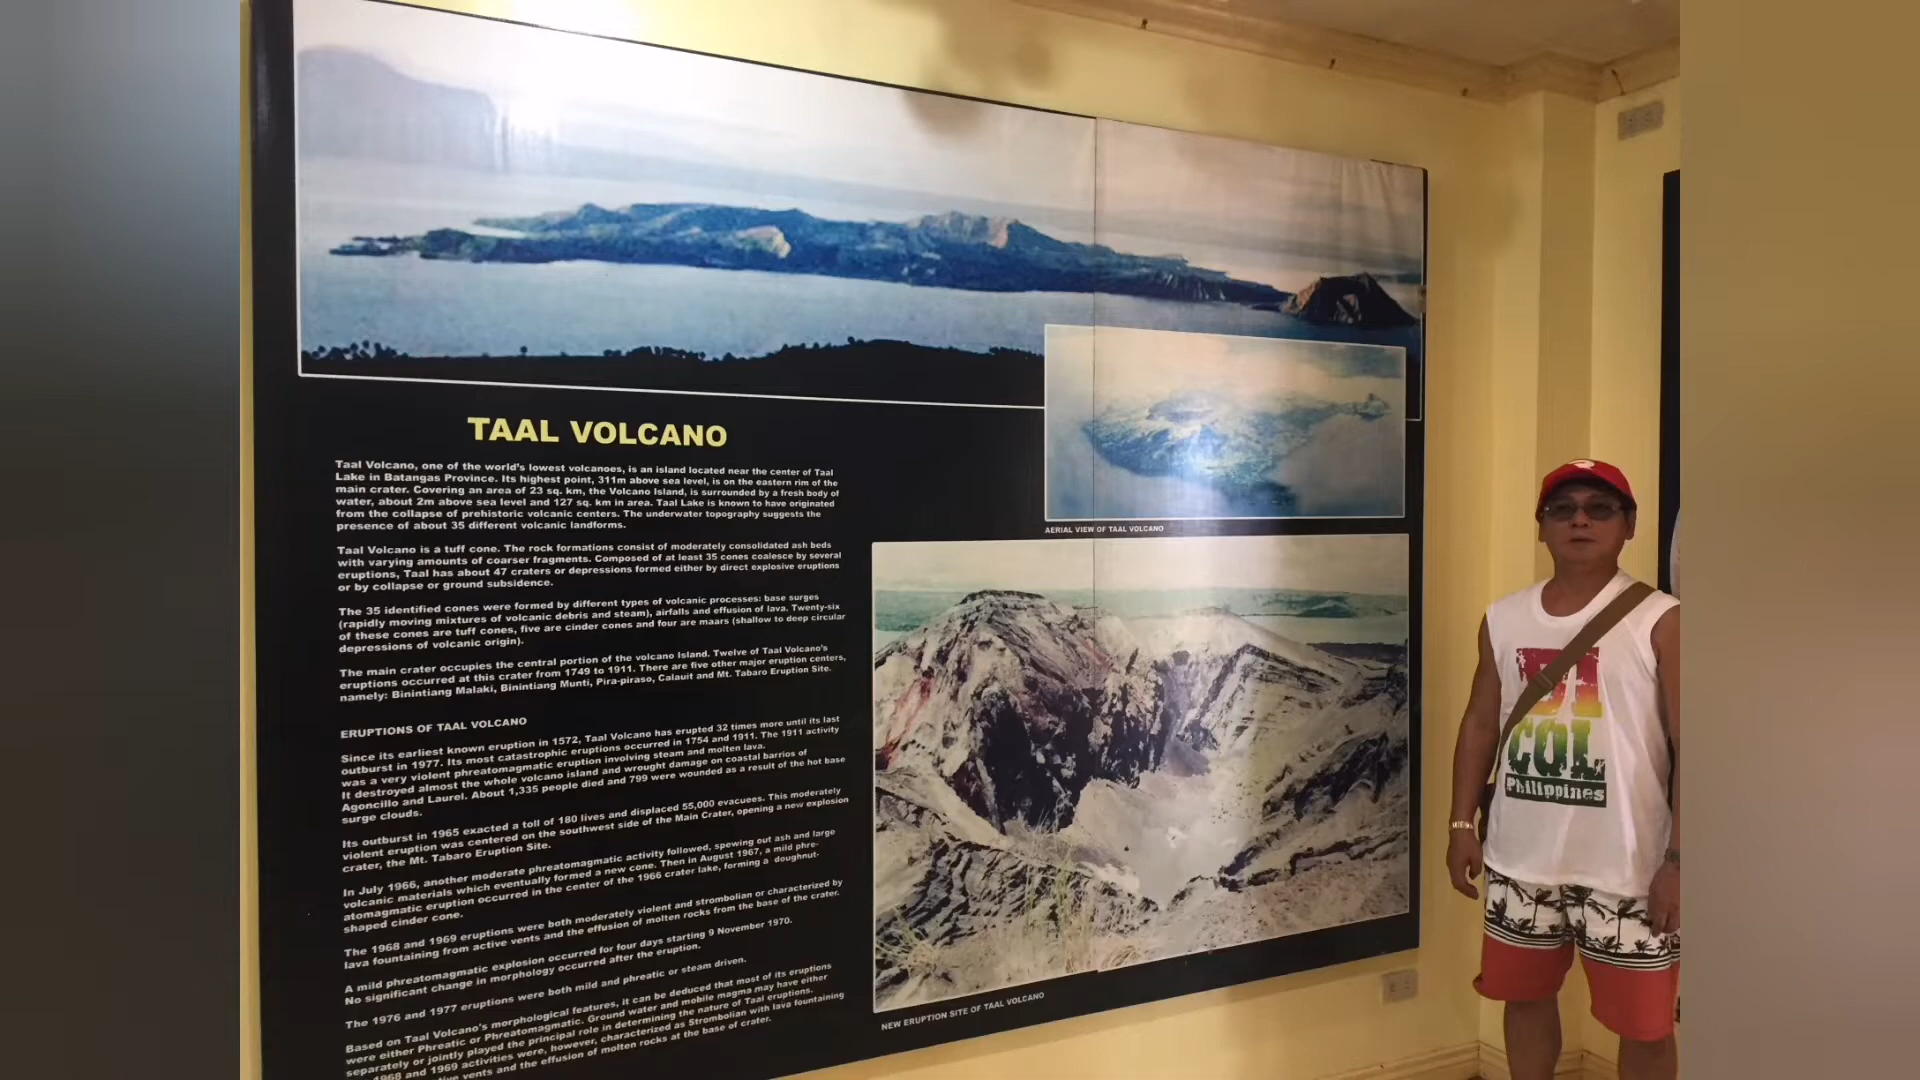 TAAL VOLCANO
Taal Volcano, one of the world's lowest volcanoes, is an island located near the center of Taal
Lake in Batangas Province. Its highest point, 311m above sea level, is on the eastern rim of the
main crater. Covering an area of 23 sq. km, the Volcano Island, is surrounded by a fresh body of
water, about 2m above sea level and 127 sq. km in area. Taal Lake is known to have originated
from the collapse of prehistoric volcanic centers. The underwater topography suggests the
presence of about 35 different volcanic landforms.
Taal Volcano is a tuff cone. The rock formations consist of moderately consolidated ash beds
with varying amounts of coarser fragments. Composed of at least 35 cones coalesce by several
eruptions, Taal has about 47 craters or depressions formed either by direct explosive eruptions
or by collapse or ground subsidence.
The 35 identified cones were formed by different types of volcanic processes: base surges
(rapidly moving mixtures of volcanic debris and steam), airfalls and effusion of lava. Twenty-six
of these cones are tuff cones, five are cinder cones and four are maars (shallow to deep circular
depressions of volcanic origin).
The main crater occupies the central portion of the volcano Island. Twelve of Taal Volcano's
eruptions occurred at this crater from 1749 to 1911. There are five other major eruption centers,
namely: Binintiang Malaki, Binintiang Munti, Pira-piraso, Calauit and Mt. Tabaro Eruption Site.
ERUPTIONS OF TAAL VOLCANO
Since its earliest known eruption in 1572, Taal Volcano has erupted 32 times more until its last
outburst in 1977. Its most catastrophic eruptions occurred in 1754 and 1911. The 1911 activity
was a very violent phreatomagmatic eruption involving steam and molten lava.
It destroyed almost the whole volcano island and wrought damage on coastal barrios of
Agoncillo and Laurel. About 1,335 people died and 799 were wounded as a result of the hot base
surge clouds.
Its outburst in 1965 exacted a toll of 180 lives and displaced 55,000 evacuees. This moderately
violent eruption was centered on the southwest side of the Main Crater, opening a new explosion
crater, the Mt. Tabaro Eruption Site.
In July 1966, another moderate phreatomagmatic activity followed, spewing out ash and large
volcanic materials which eventually formed a new cone. Then in August 1967, a mild phre-
atomagmatic eruption occurred in the center of the 1966 crater lake, forming a doughnut-
shaped cinder cone.
The 1968 and 1969 eruptions were both moderately violent and strombolian or characterized by
lava fountaining from active vents and the effusion of molten rocks from the base of the crater.
A mild phreatomagmatic explosion occurred for four days starting 9 November 1970.
No significant change in morphology occurred after the eruption.
The 1976 and 1977 eruptions were both mild and phreatic or steam driven.
Based on Taal Volcano's morphological features, it can be deduced that most of its eruptions
were either Phreatic or Phreatomagmatic. Ground water and mobile magma may have either
separately or jointly played the principal role in determining the nature of Taal eruptions.
1968 and 1969 activities were, however, characterized as Strombolian with lava fountaining
vents and the effusion of molten rocks at the base of crater.
AERIAL VIEW OF TAAL VOLCANO
NEW ERUPTION SITE OF TAAL VOLCANO
BI
COL
Philippines